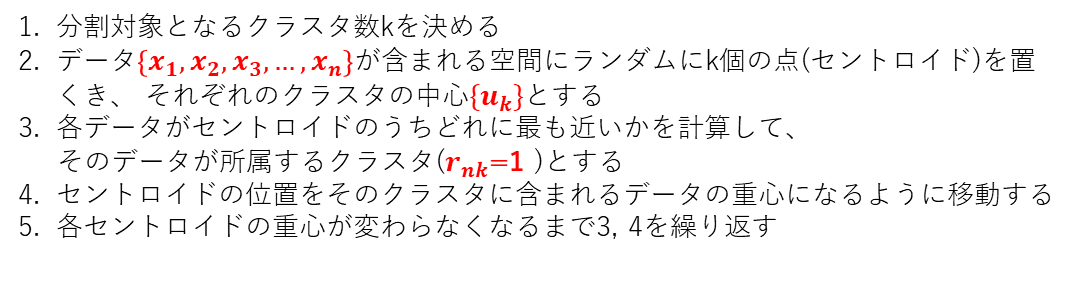 1. 分割対象となるクラスタ数kを決める
2. データ{x₁, x₂, x₃, …, xₙ}が含まれる空間にランダムにk個の点(セントロイド)を置
くき、 それぞれのクラスタの中心{uₖ}とする
3. 各データがセントロイドのうちどれに最も近いかを計算して、
そのデータが所属するクラスタ(rₙₖ=1 )とする
4. セントロイドの位置をそのクラスタに含まれるデータの重心になるように移動する
5. 各セントロイドの重心が変わらなくなるまで3, 4を繰り返す